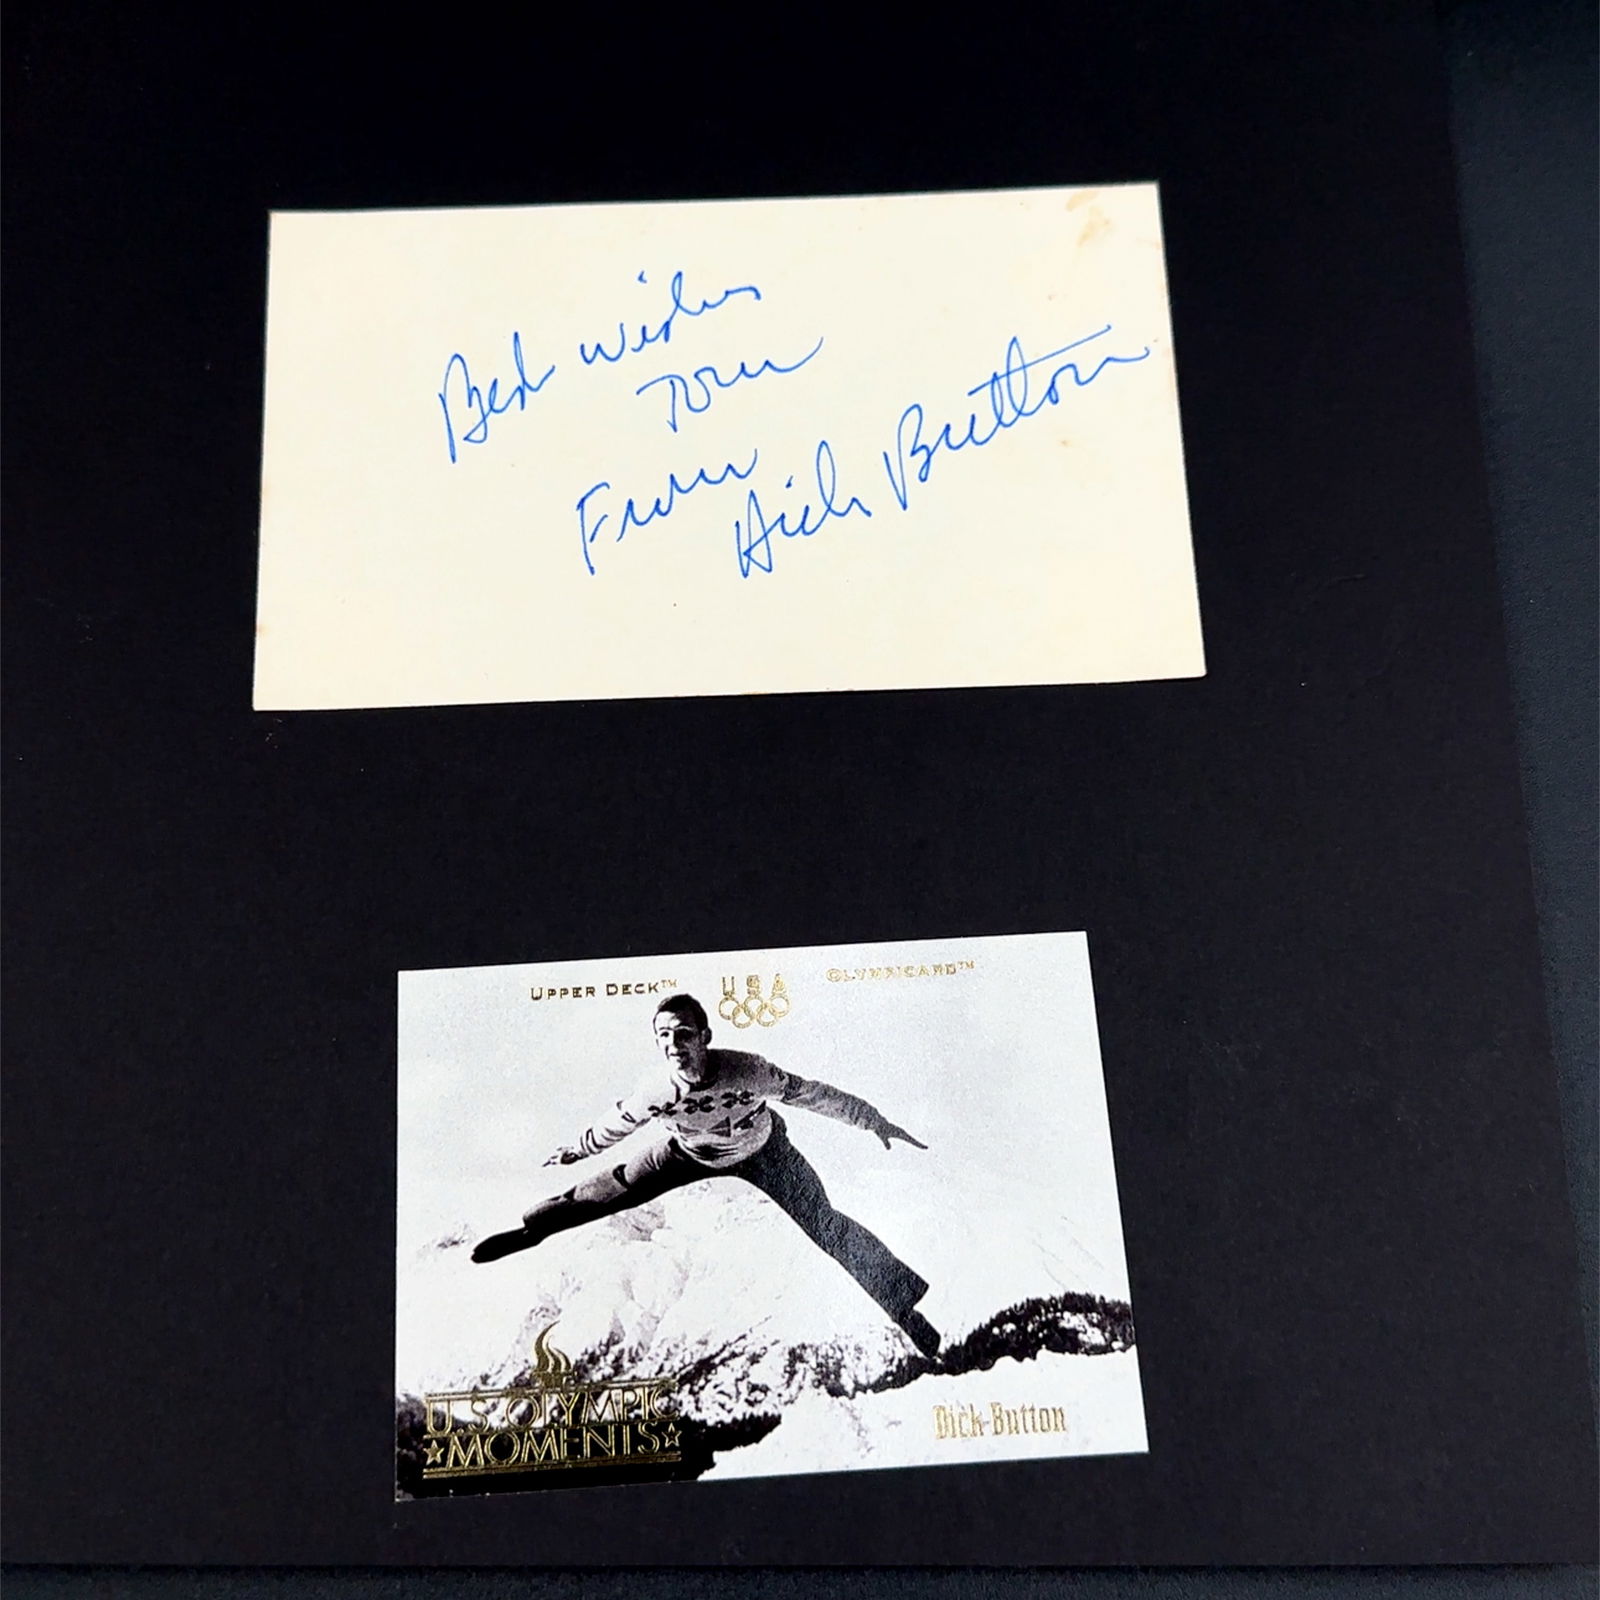 Best wishes
Tom
From
Dick Button
UPPER DECK™ USA OLYMPICARD™
U.S. OLYMPIC
MOMENTS
Dick Button